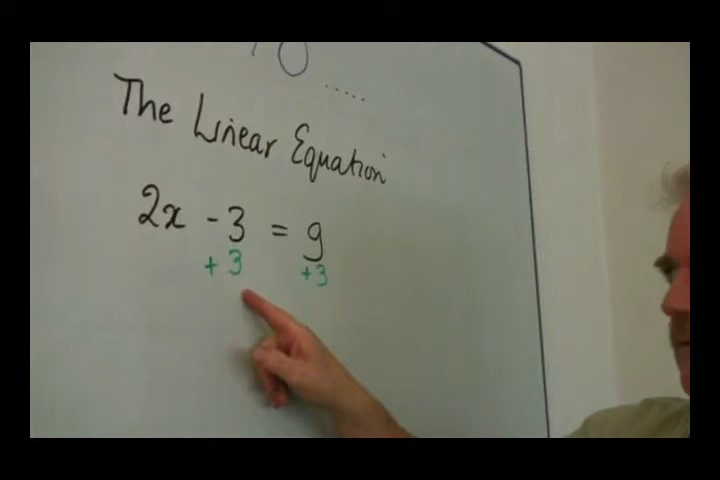 The Linear Equation
2x - 3 = 9
+ 3 +3